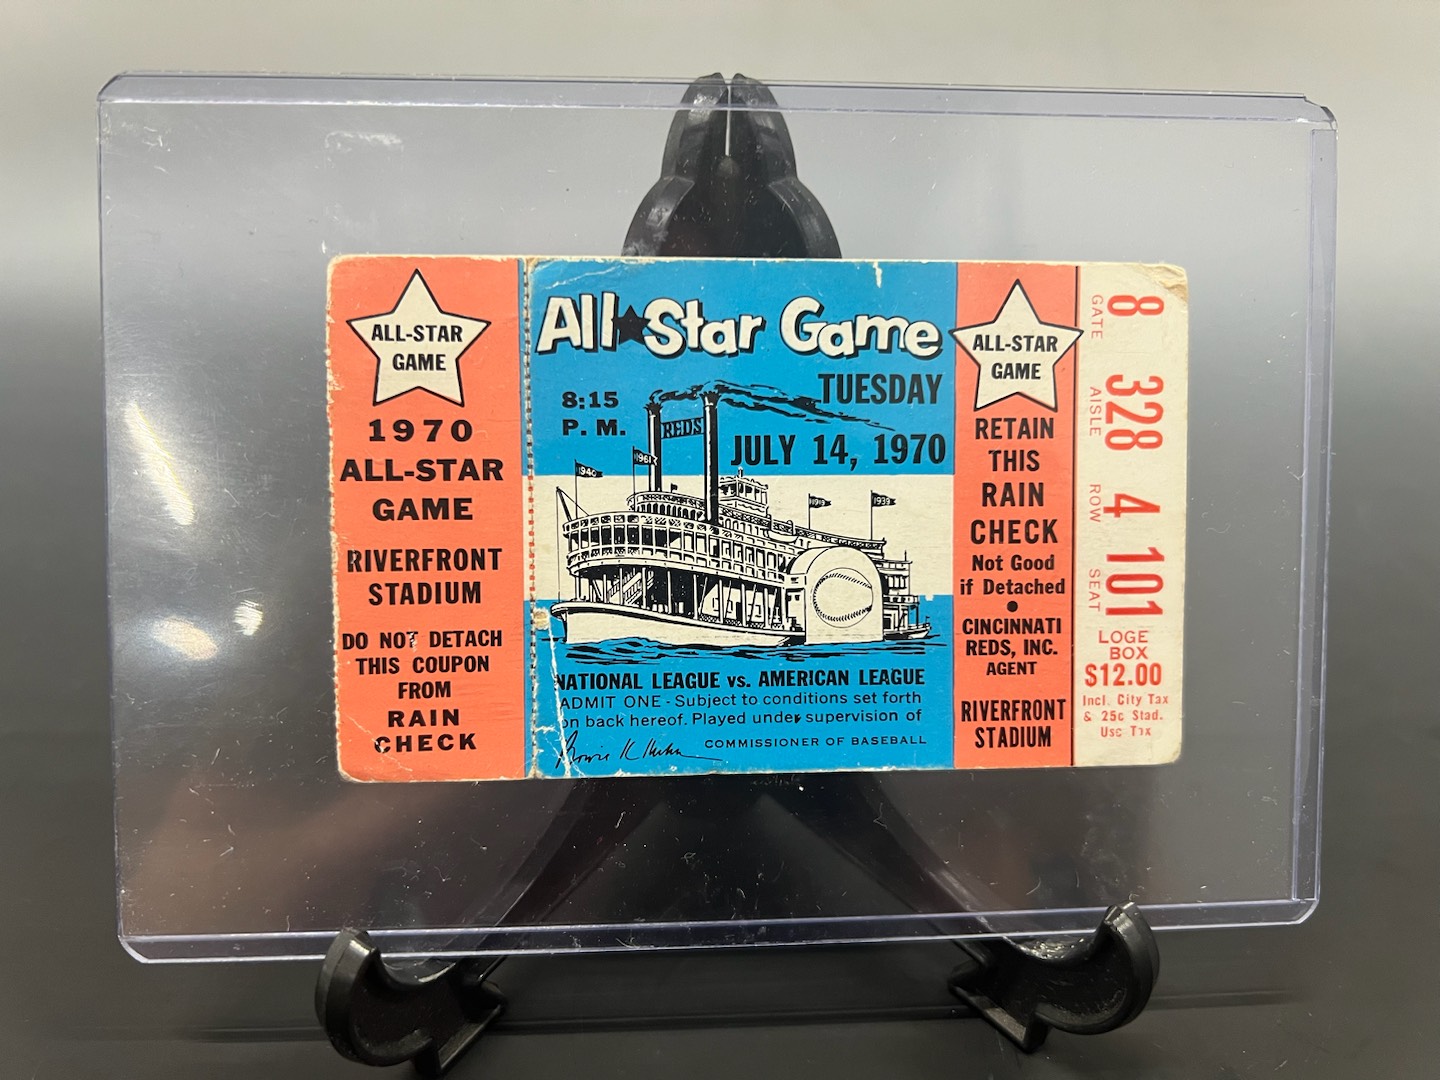 ALL-STAR
GAME
1970
ALL-STAR
GAME
RIVERFRONT
STADIUM
DO NOT DETACH
THIS COUPON
FROM
RAIN
CHECK
All★Star Game
8:15
P. M.
TUESDAY
JULY 14, 1970
REDS
1940
1961
1919
1939
NATIONAL LEAGUE vs. AMERICAN LEAGUE
ADMIT ONE - Subject to conditions set forth
on back hereof. Played under supervision of
COMMISSIONER OF BASEBALL
ALL-STAR
GAME
RETAIN
THIS
RAIN
CHECK
Not Good
if Detached
●
CINCINNATI
REDS, INC.
AGENT
RIVERFRONT
STADIUM
8
GATE
328
AISLE
4
ROW
101
SEAT
LOGE
BOX
$12.00
Incl. City Tax
& 25c Stad.
Use Tax